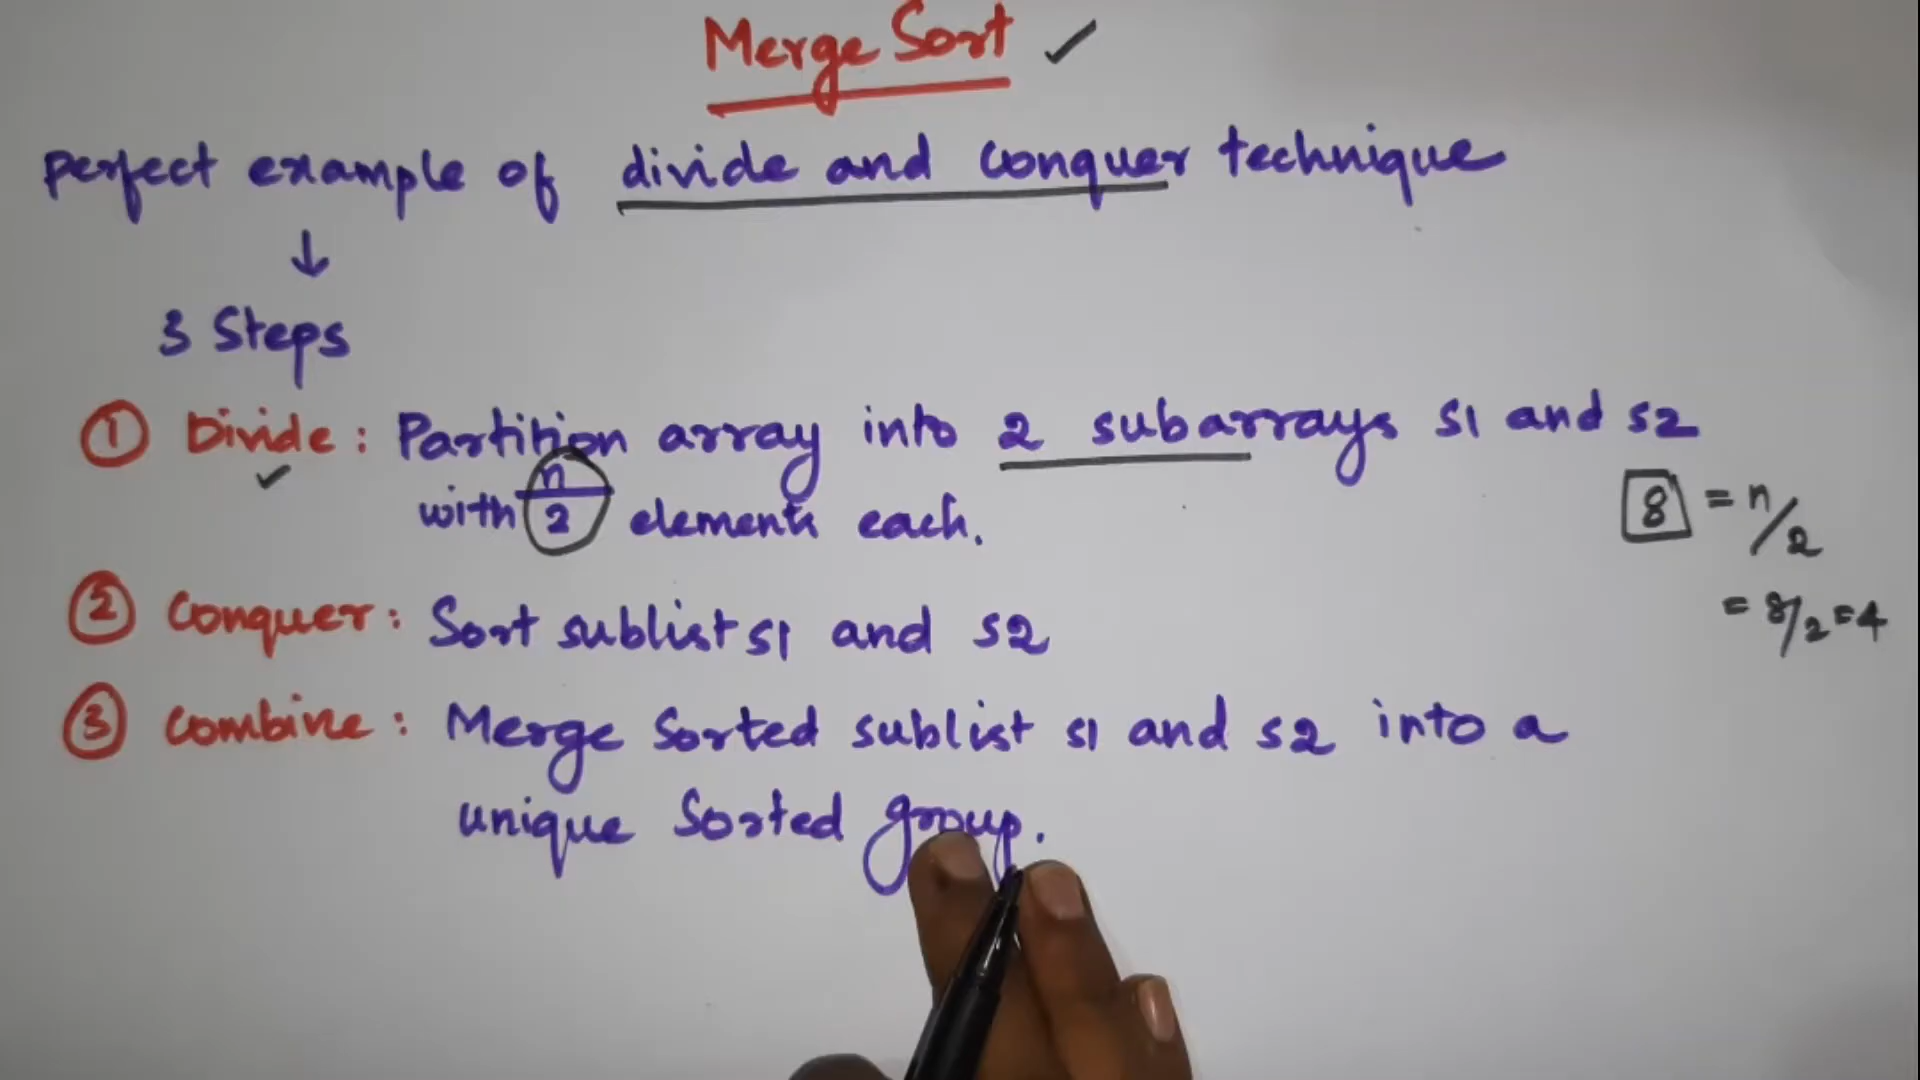 Merge Sort ✓
Perfect example of divide and conquer technique
↓
3 Steps
① Divide : Partition array into 2 subarrays S1 and S2
with n/2 elements each.
8 = n/2
= 8/2 = 4
② Conquer : Sort sublist S1 and S2
③ Combine : Merge Sorted sublist S1 and S2 into a
unique Sorted group.